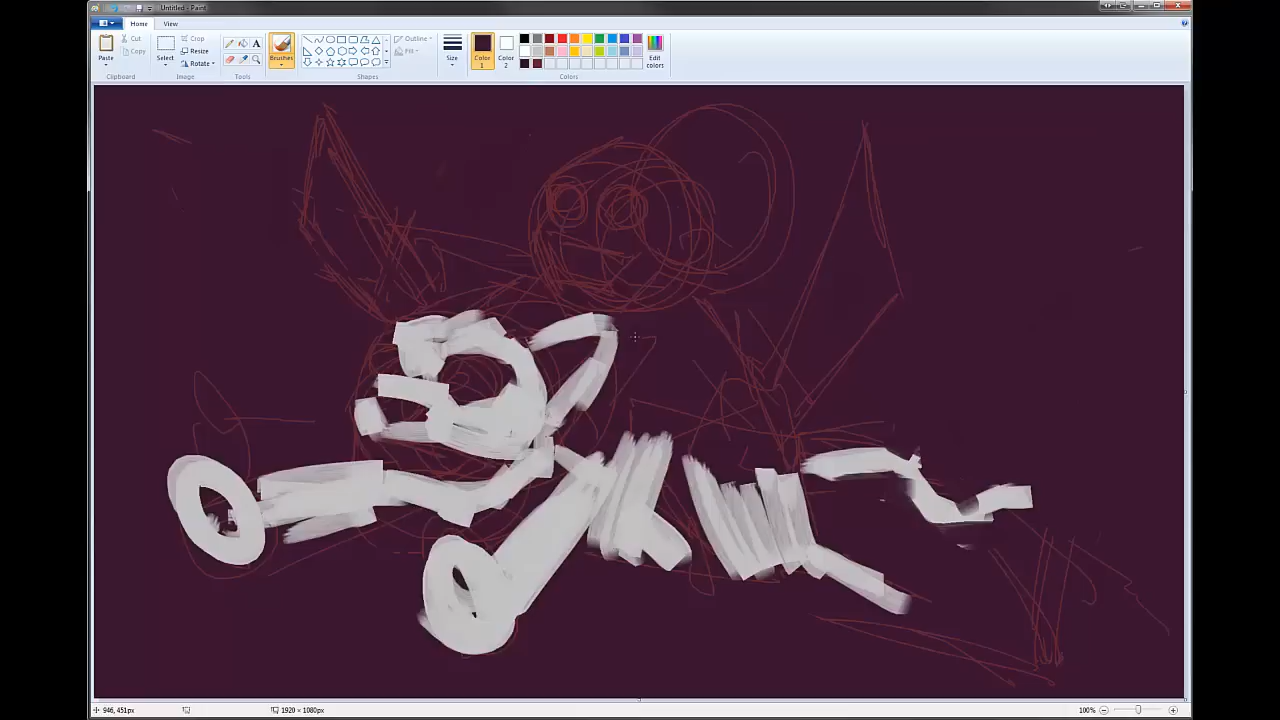 Untitled - Paint
Home View
Cut
Copy
Paste
Crop
Resize
Rotate
Select
A
Brushes
Outline
Fill
Size
Color
1
Color
2
Edit
colors
Clipboard Image Tools Shapes Colors
946, 451px
1920 × 1080px
100%